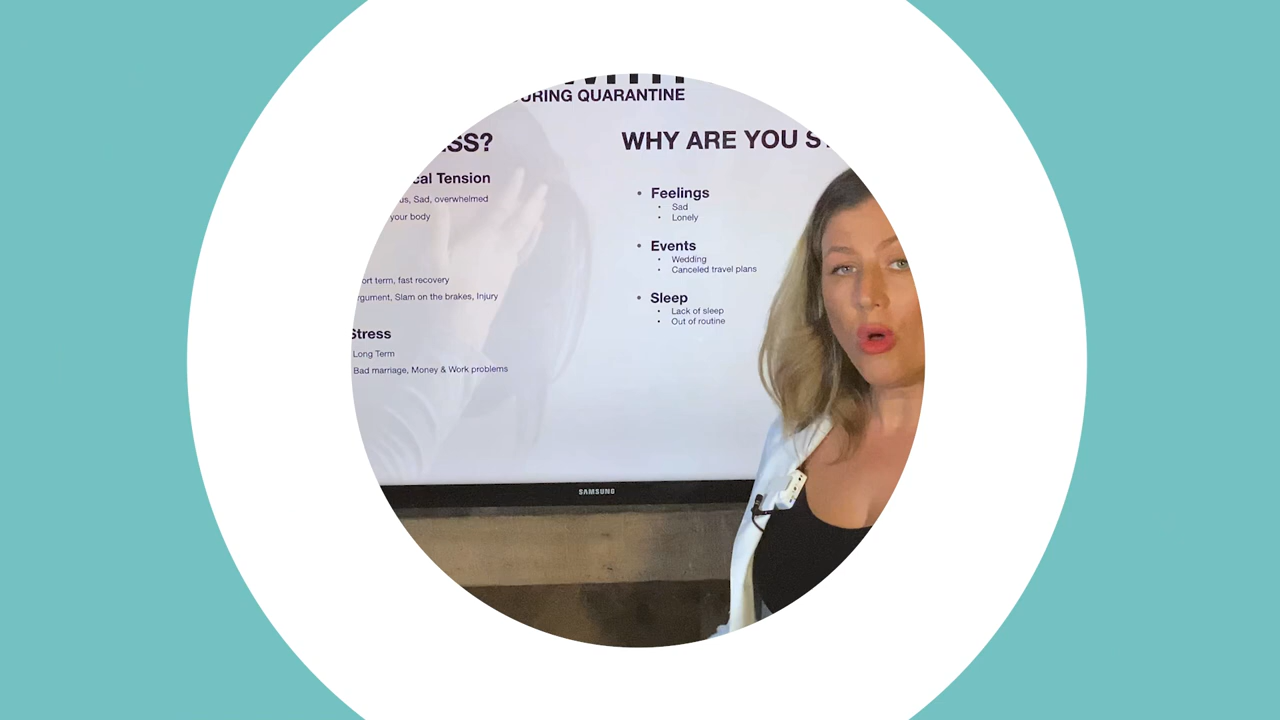 URING QUARANTINE
SS?
cal Tension
us, Sad, overwhelmed
your body
ort term, fast recovery
rgument, Slam on the brakes, Injury
Stress
Long Term
Bad marriage, Money & Work problems
WHY ARE YOU S
• Feelings
• Sad
• Lonely
• Events
• Wedding
• Canceled travel plans
• Sleep
• Lack of sleep
• Out of routine
SAMSUNG